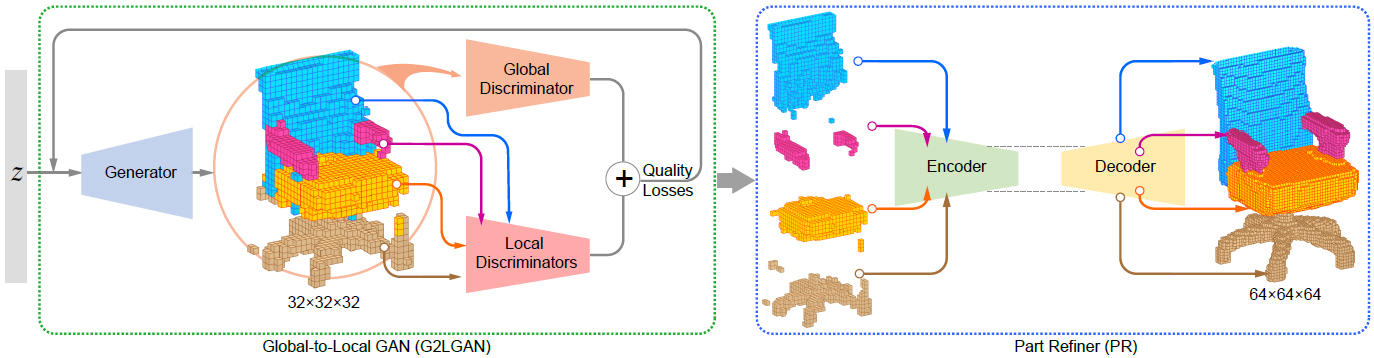 z
Generator
Global
Discriminator
Local
Discriminators
+
Quality
Losses
32×32×32
Global-to-Local GAN (G2LGAN)
Encoder
Decoder
64×64×64
Part Refiner (PR)